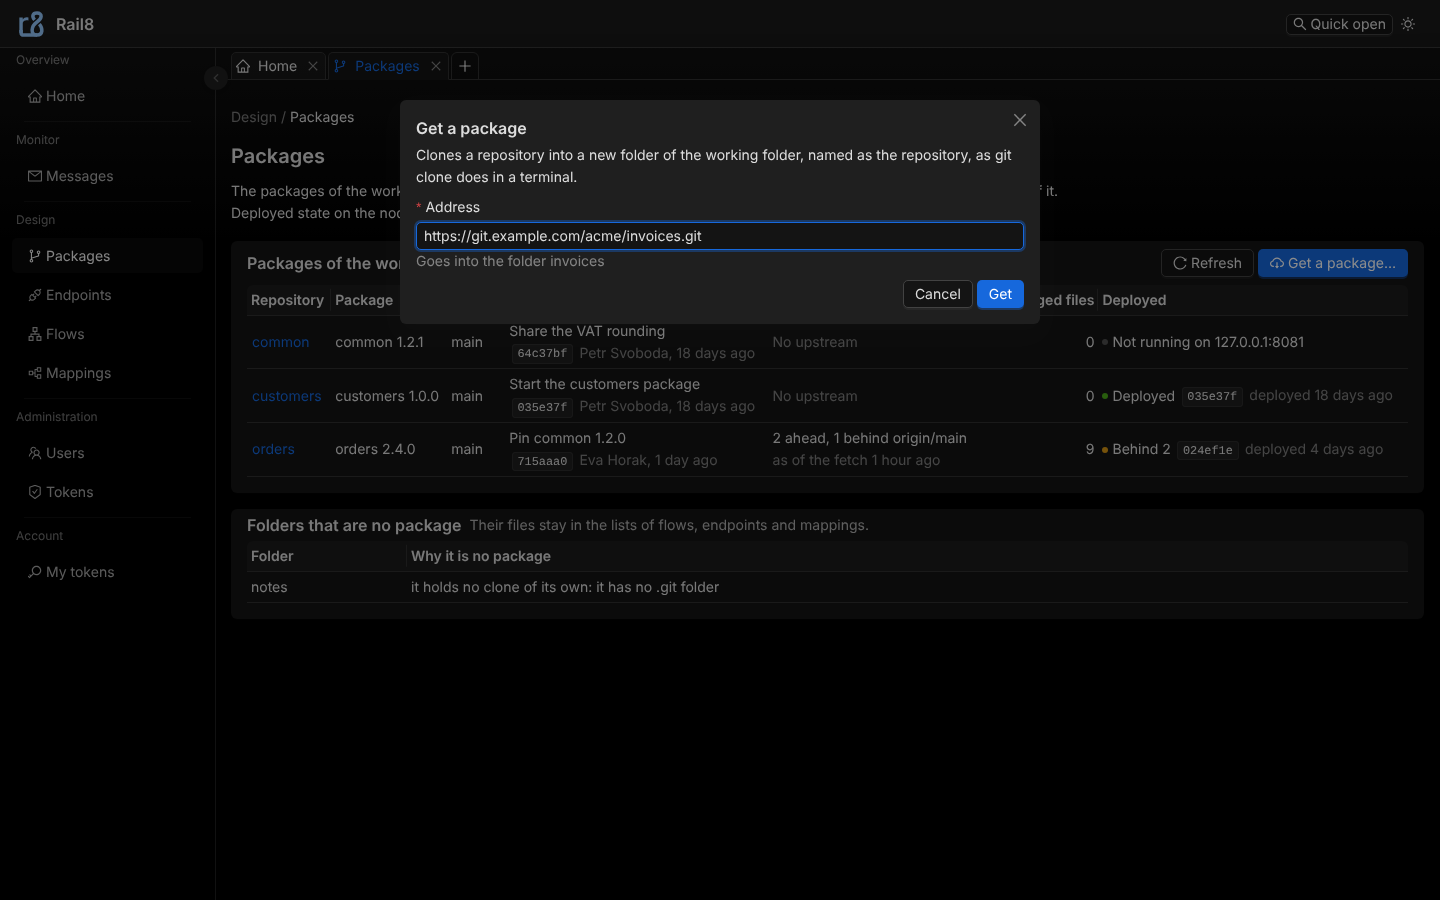 Rail8
Quick open
Overview
Home
Monitor
Messages
Design
Packages
Endpoints
Flows
Mappings
Administration
Users
Tokens
Account
My tokens
Home
Packages
Design / Packages
Packages
The packages of the work
f it.
Deployed state on the noc
Get a package
Clones a repository into a new folder of the working folder, named as the repository, as git
clone does in a terminal.
* Address
https://git.example.com/acme/invoices.git
Goes into the folder invoices
Cancel
Get
Packages of the wor
Refresh
Get a package...
Repository Package ged files Deployed
common common 1.2.1 main Share the VAT rounding No upstream 0 Not running on 127.0.0.1:8081
64c37bf Petr Svoboda, 18 days ago
customers customers 1.0.0 main Start the customers package No upstream 0 Deployed 035e37f deployed 18 days ago
035e37f Petr Svoboda, 18 days ago
orders orders 2.4.0 main Pin common 1.2.0 2 ahead, 1 behind origin/main 9 Behind 2 024ef1e deployed 4 days ago
715aaa0 Eva Horak, 1 day ago as of the fetch 1 hour ago
Folders that are no package Their files stay in the lists of flows, endpoints and mappings.
Folder Why it is no package
notes it holds no clone of its own: it has no .git folder